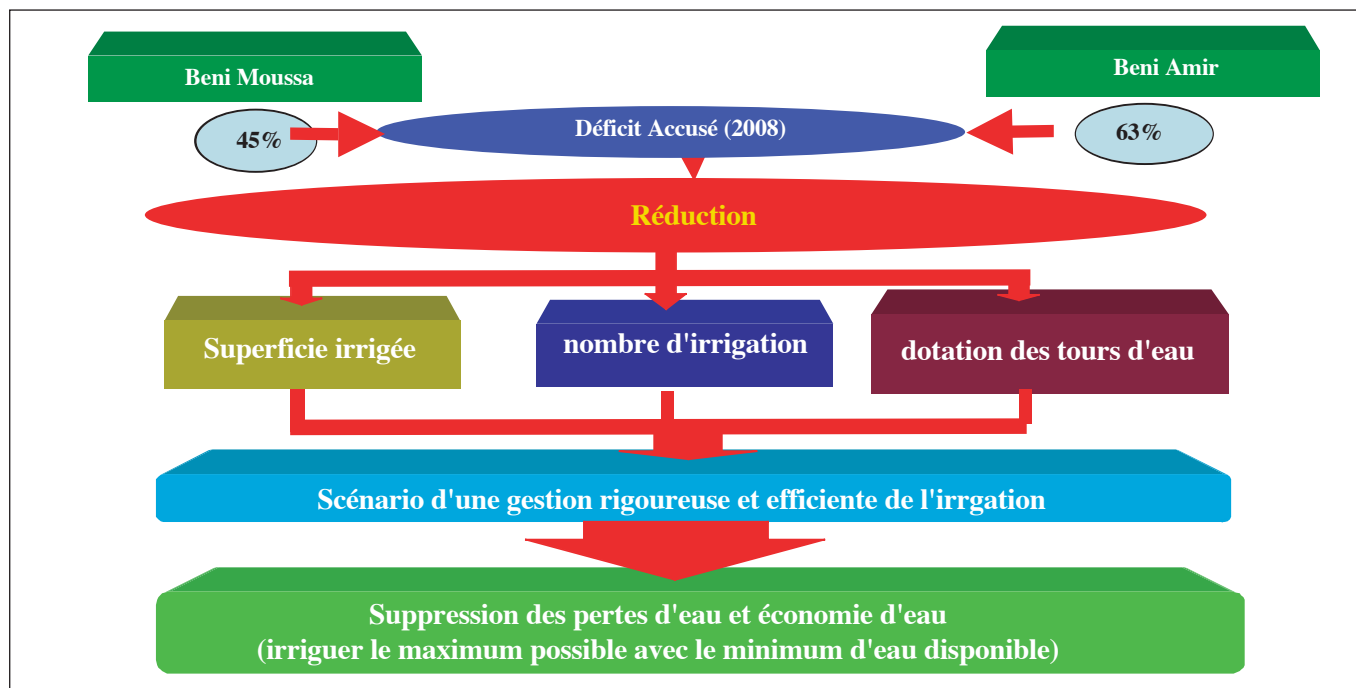 Beni Moussa
Beni Amir
45%
Déficit Accusé (2008)
63%
Réduction
Superficie irrigée
nombre d'irrigation
dotation des tours d'eau
Scénario d'une gestion rigoureuse et efficiente de l'irrgation
Suppression des pertes d'eau et économie d'eau
(irriguer le maximum possible avec le minimum d'eau disponible)